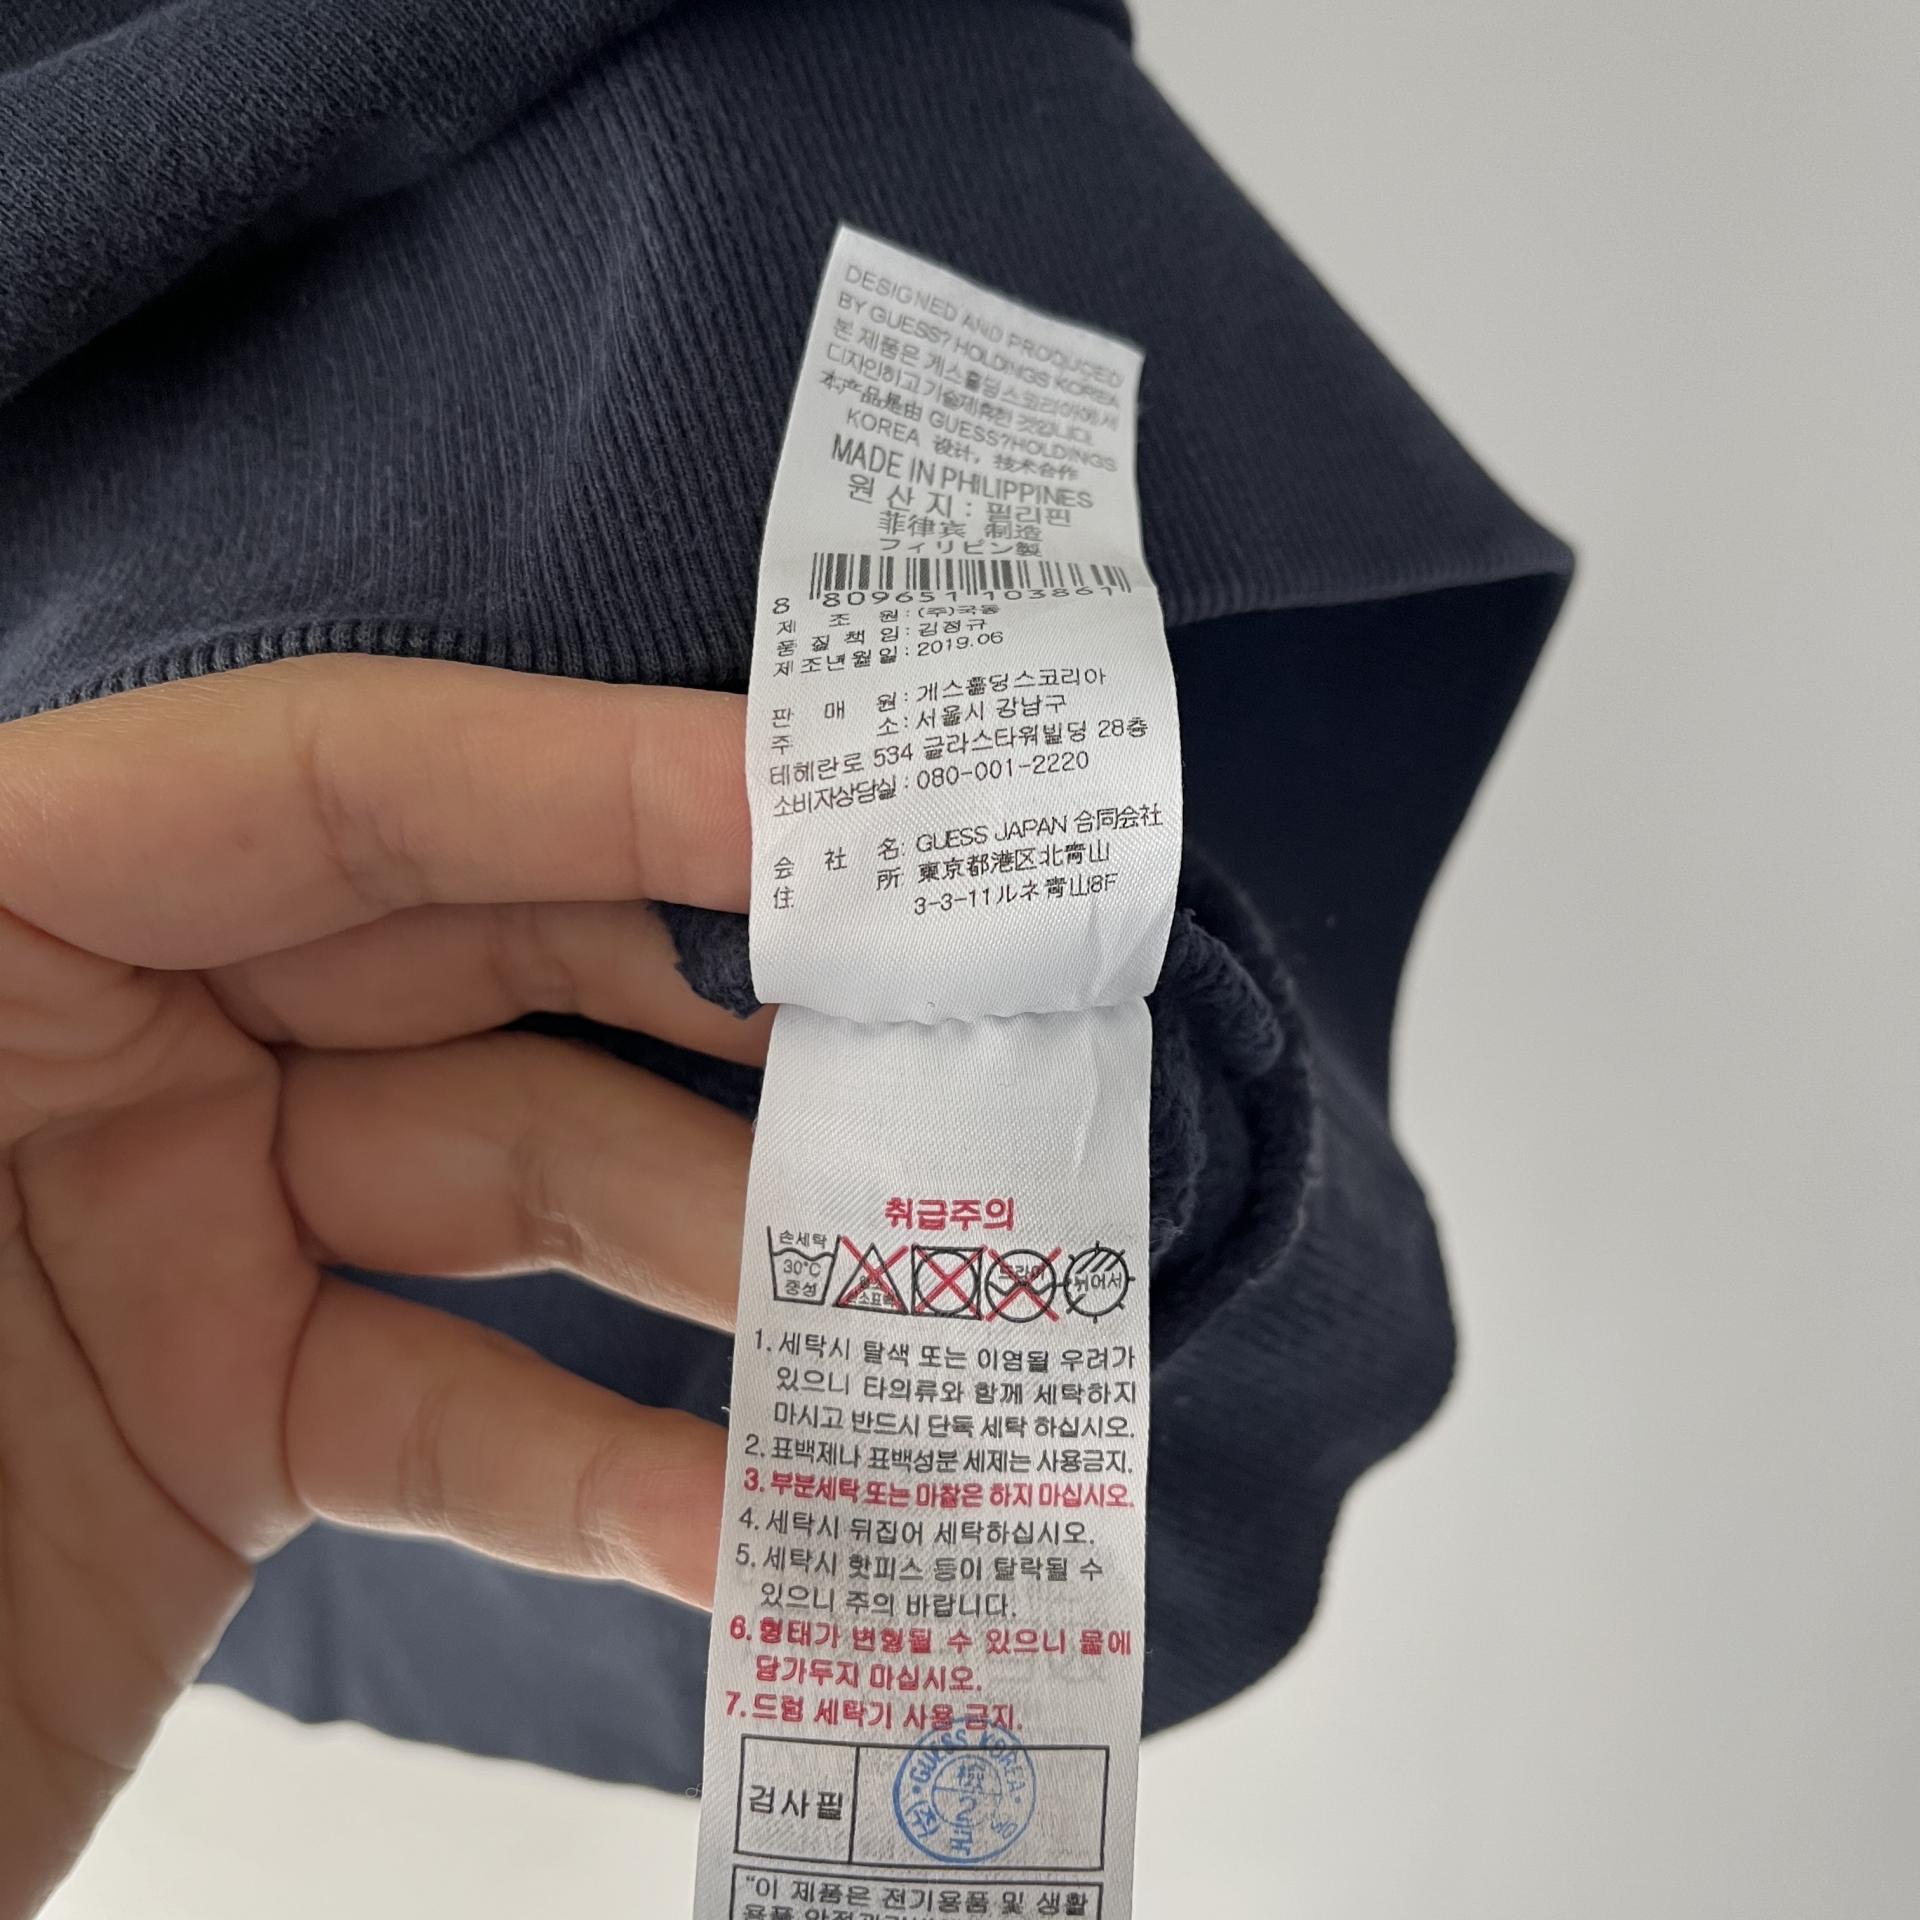 DESIGNED AND PRODUCED
BY GUESS? HOLDINGS KOREA
본 제품은 게스홀딩스코리아에서
디자인하고 기술제휴한 것입니다.
本产品是由 GUESS?HOLDINGS
KOREA 设计, 技术合作
MADE IN PHILIPPINES
원 산 지 : 필리핀
菲律宾 制造
フィリピン製
8 809651 103861
제 조 원 : (주)국동
품 질 책 임 : 김정규
제조년월일 : 2019.06
판 매 원 : 게스홀딩스코리아
주 소 : 서울시 강남구
테헤란로 534 글라스타워빌딩 28층
소비자상담실 : 080-001-2220
会 社 名: GUESS JAPAN 合同会社
住 所 東京都港区北青山
3-3-11ルネ青山8F
취급주의
손세탁
30°C
중성
염소
산소표백
드라이
뉘어서
1. 세탁시 탈색 또는 이염될 우려가
있으니 타의류와 함께 세탁하지
마시고 반드시 단독 세탁 하십시오.
2. 표백제나 표백성분 세제는 사용금지.
3. 부분세탁 또는 마찰은 하지 마십시오.
4. 세탁시 뒤집어 세탁하십시오.
5. 세탁시 핫피스 등이 탈락될 수
있으니 주의 바랍니다.
6. 형태가 변형될 수 있으니 물에
담가두지 마십시오.
7. 드럼 세탁기 사용 금지.
검사필
GUESS KOREA
(주)
"이 제품은 전기용품 및 생활